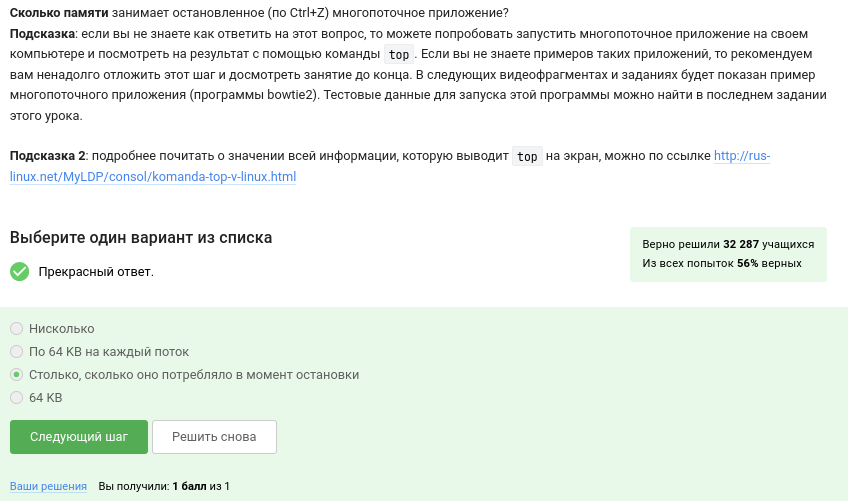 Сколько памяти занимает остановленное (по Ctrl+Z) многопоточное приложение?
Подсказка: если вы не знаете как ответить на этот вопрос, то можете попробовать запустить многопоточное приложение на своем
компьютере и посмотреть на результат с помощью команды top . Если вы не знаете примеров таких приложений, то рекомендуем
вам ненадолго отложить этот шаг и досмотреть занятие до конца. В следующих видеофрагментах и заданиях будет показан пример
многопоточного приложения (программы bowtie2). Тестовые данные для запуска этой программы можно найти в последнем задании
этого урока.
Подсказка 2: подробнее почитать о значении всей информации, которую выводит top на экран, можно по ссылке http://rus-
linux.net/MyLDP/consol/komanda-top-v-linux.html
Выберите один вариант из списка
Верно решили 32 287 учащихся
Из всех попыток 56% верных
Прекрасный ответ.
Нисколько
По 64 KB на каждый поток
Столько, сколько оно потребляло в момент остановки
64 KB
Следующий шаг Решить снова
Ваши решения Вы получили: 1 балл из 1